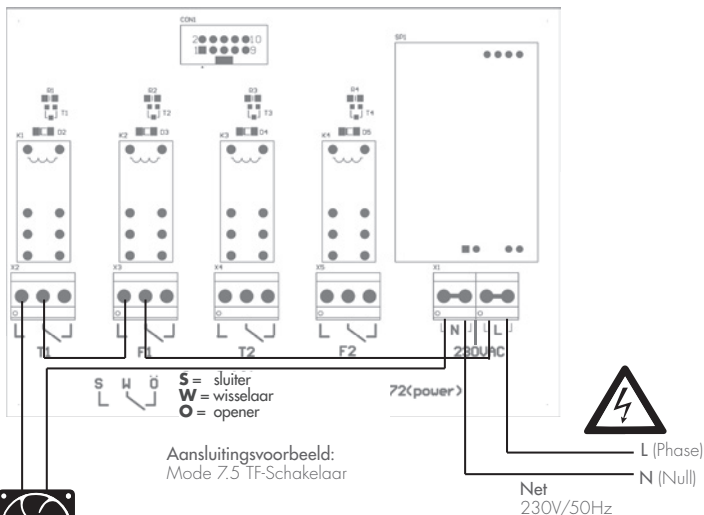 CON1
2 10
1 9
SP1
R1 R2 R3 R4
T1 T2 T3 T4
K1 D2 K2 D3 K3 D4 K4 D5
X2 X3 X4 X5 X1
N L
T1 F1 T2 F2 230VAC
S W Ö
S = sluiter
W = wisselaar
O = opener
72(power)
Aansluitingsvoorbeeld:
Mode 7.5 TF-Schakelaar
L (Phase)
N (Null)
Net
230V/50Hz